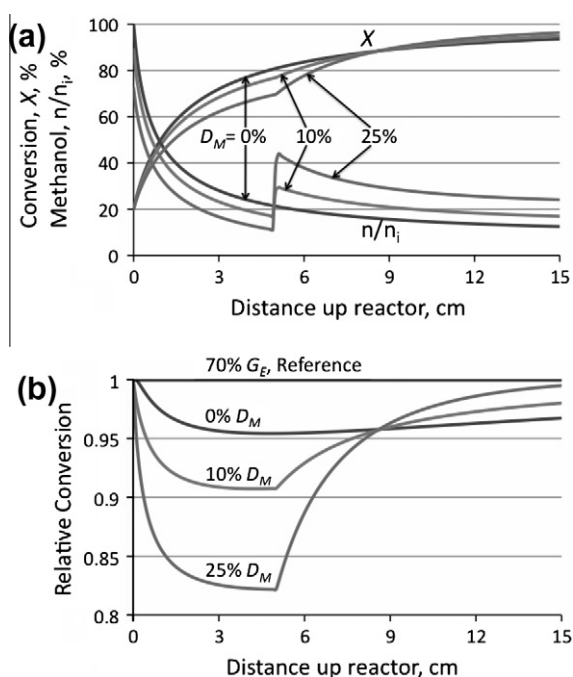 (a)
Conversion, X, %
Methanol, n/nᵢ, %
100
80
60
40
20
0
X
D_M = 0%
10%
25%
n/nᵢ
0
3
6
9
12
15
Distance up reactor, cm
(b)
Relative Conversion
70% G_E, Reference
1
0.95
0.9
0.85
0.8
0% D_M
10% D_M
25% D_M
0
3
6
9
12
15
Distance up reactor, cm